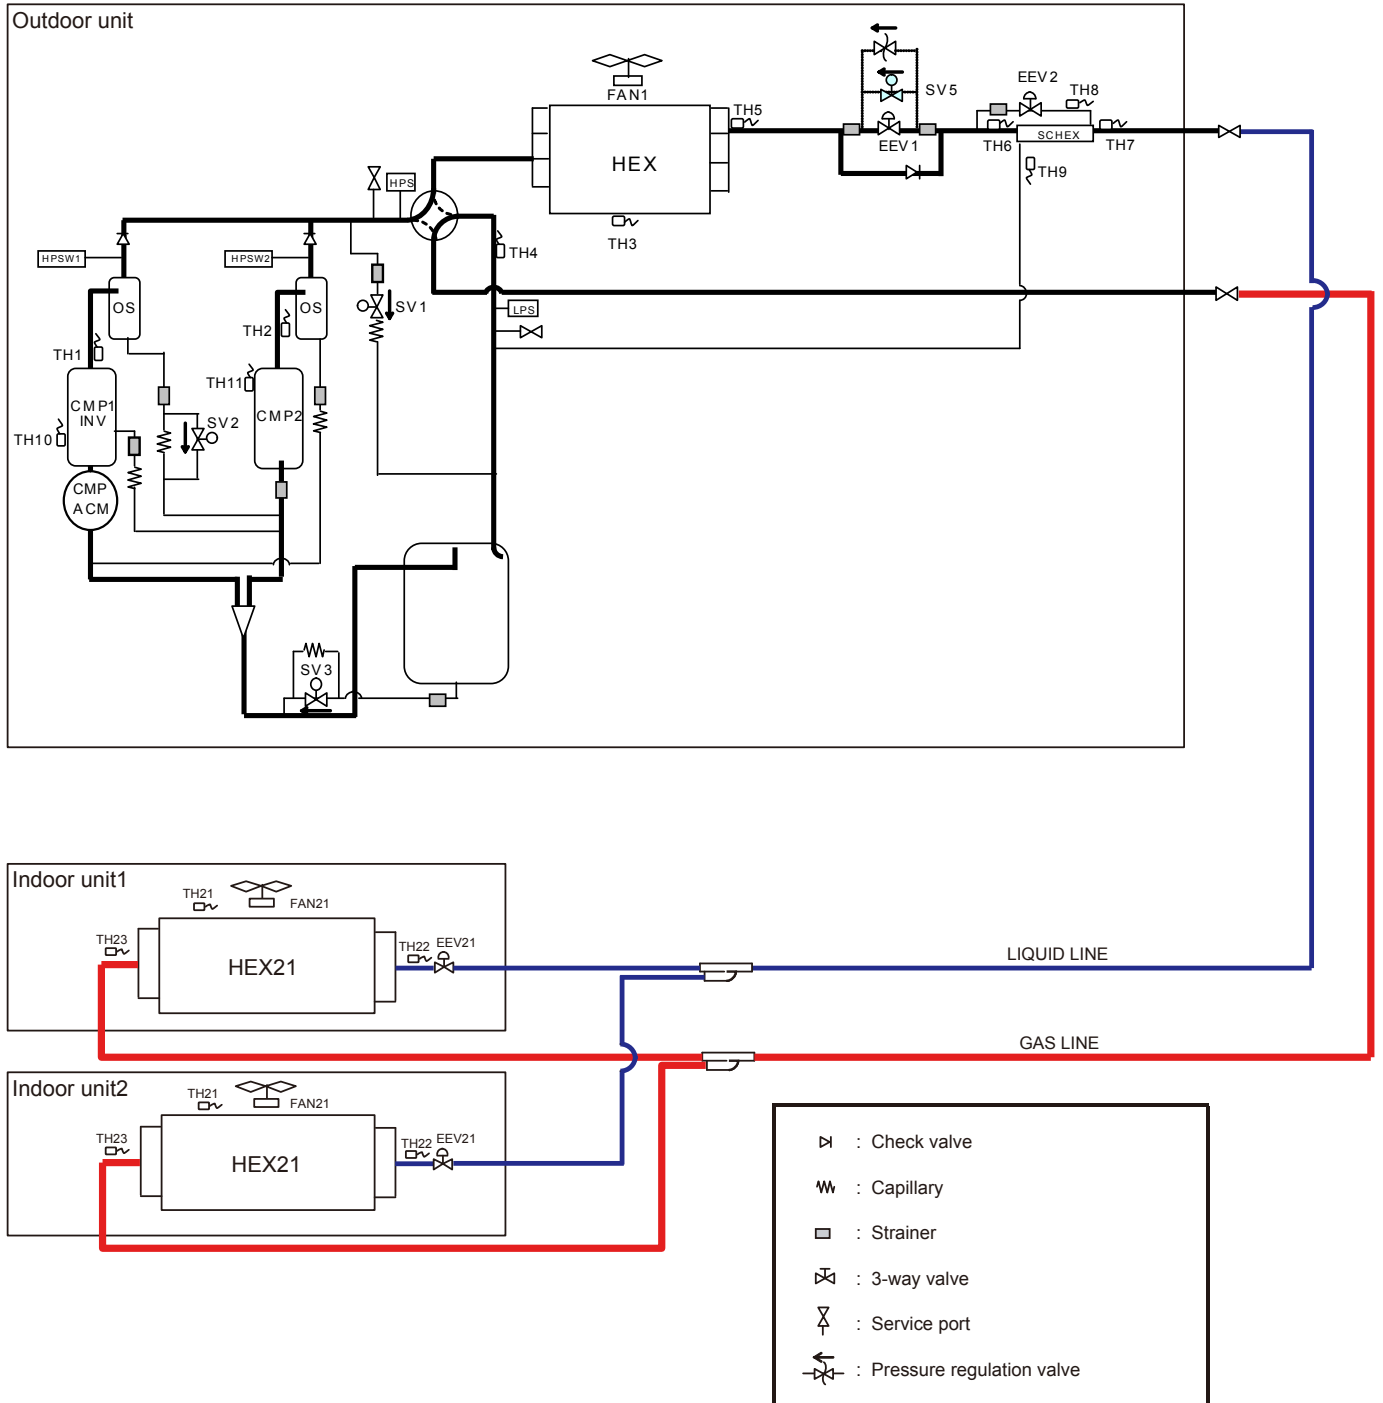 Outdoor unit
FAN1
HEX
TH3
TH5
SV5
EEV1
EEV2
TH8
TH6
SCHEX
TH7
TH9
HPS
TH4
LPS
HPSW1
HPSW2
OS
OS
SV1
TH1
TH2
TH11
CMP1
INV
CMP2
TH10
SV2
CMP
ACM
SV3
Indoor unit1
TH21
FAN21
TH23
HEX21
TH22
EEV21
LIQUID LINE
GAS LINE
Indoor unit2
TH21
FAN21
TH23
HEX21
TH22
EEV21
: Check valve
: Capillary
: Strainer
: 3-way valve
: Service port
: Pressure regulation valve